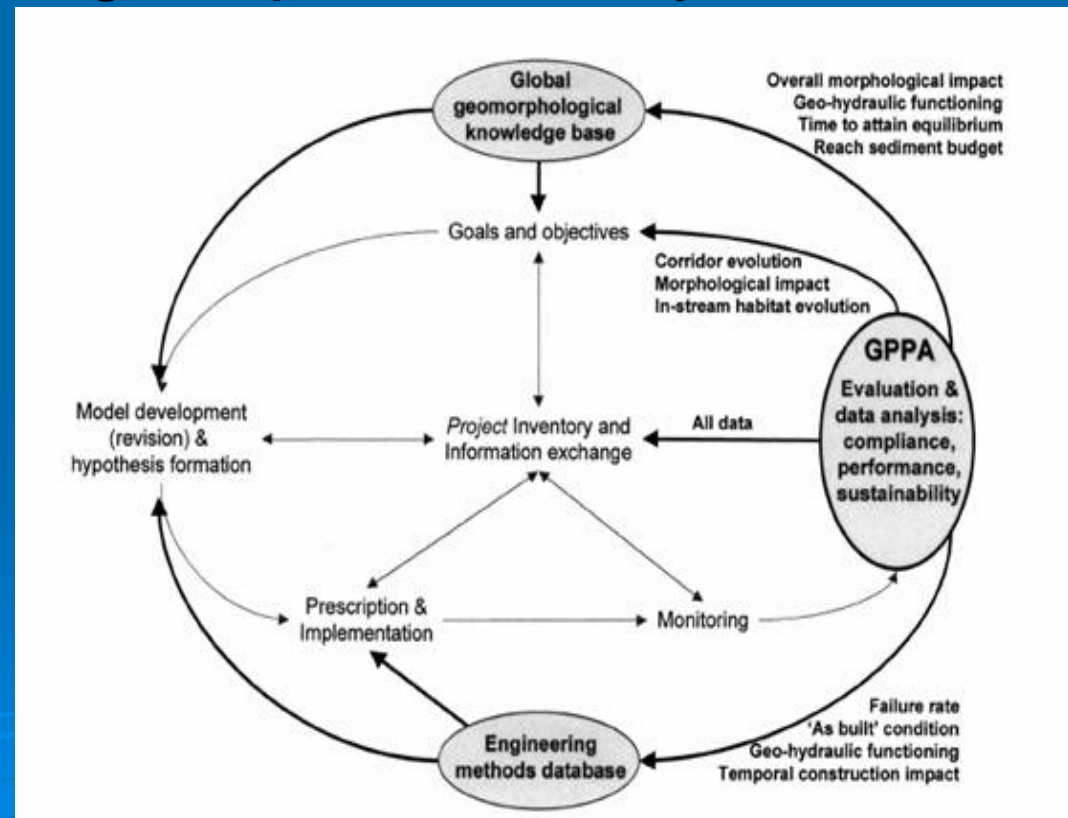 Global
geomorphological
knowledge base
Overall morphological impact
Geo-hydraulic functioning
Time to attain equilibrium
Reach sediment budget
Goals and objectives
Corridor evolution
Morphological impact
In-stream habitat evolution
GPPA
Evaluation &
data analysis:
compliance,
performance,
sustainability
Model development
(revision) &
hypothesis formation
Project Inventory and
Information exchange
All data
Prescription &
Implementation
Monitoring
Engineering
methods database
Failure rate
'As built' condition
Geo-hydraulic functioning
Temporal construction impact